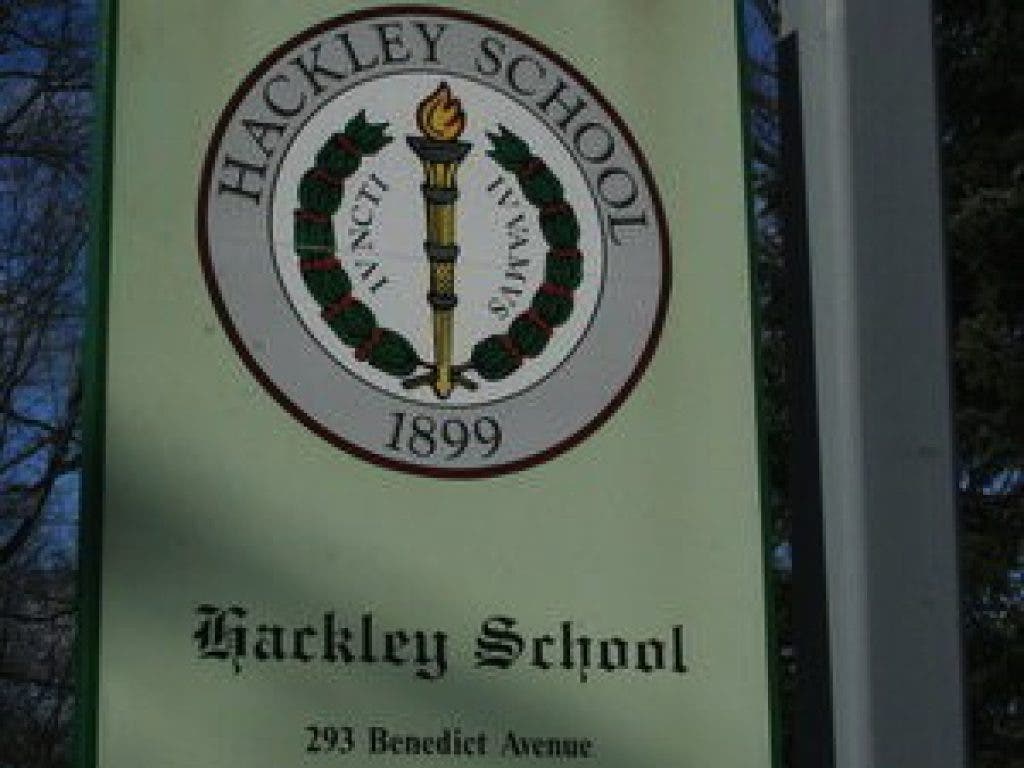 HACKLEY SCHOOL
IVNCTI
IVVAMVS
1899
Hackley School
293 Benedict Avenue